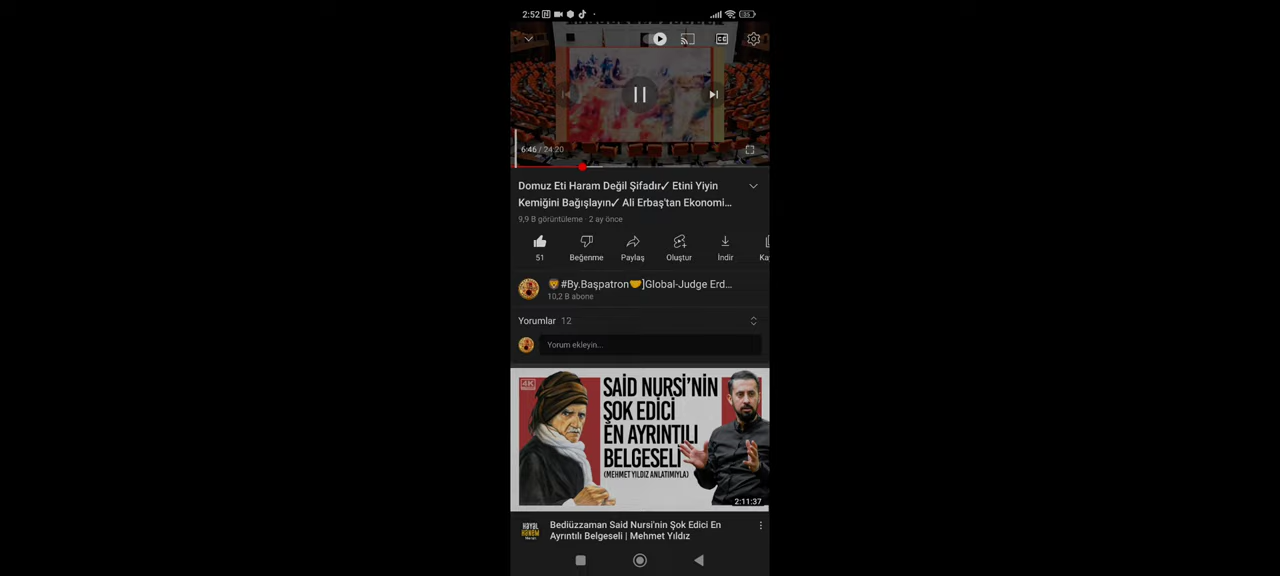 2:52
6:46 / 24:20
Domuz Eti Haram Değil Şifadır✓ Etini Yiyin
Kemiğini Bağışlayın✓ Ali Erbaş'tan Ekonomi...
9,9 B görüntüleme · 2 ay önce
51
Beğenme
Paylaş
Oluştur
İndir
🦁#By.Başpatron🤝]Global-Judge Erd...
10,2 B abone
Yorumlar 12
Yorum ekleyin...
4K
SAİD NURSİ'NİN
ŞOK EDİCİ
EN AYRINTILI
BELGESELİ
(MEHMET YILDIZ ANLATIMIYLA)
2:11:37
HAYAL
HANEM
Bediüzzaman Said Nursi'nin Şok Edici En
Ayrıntılı Belgeseli | Mehmet Yıldız